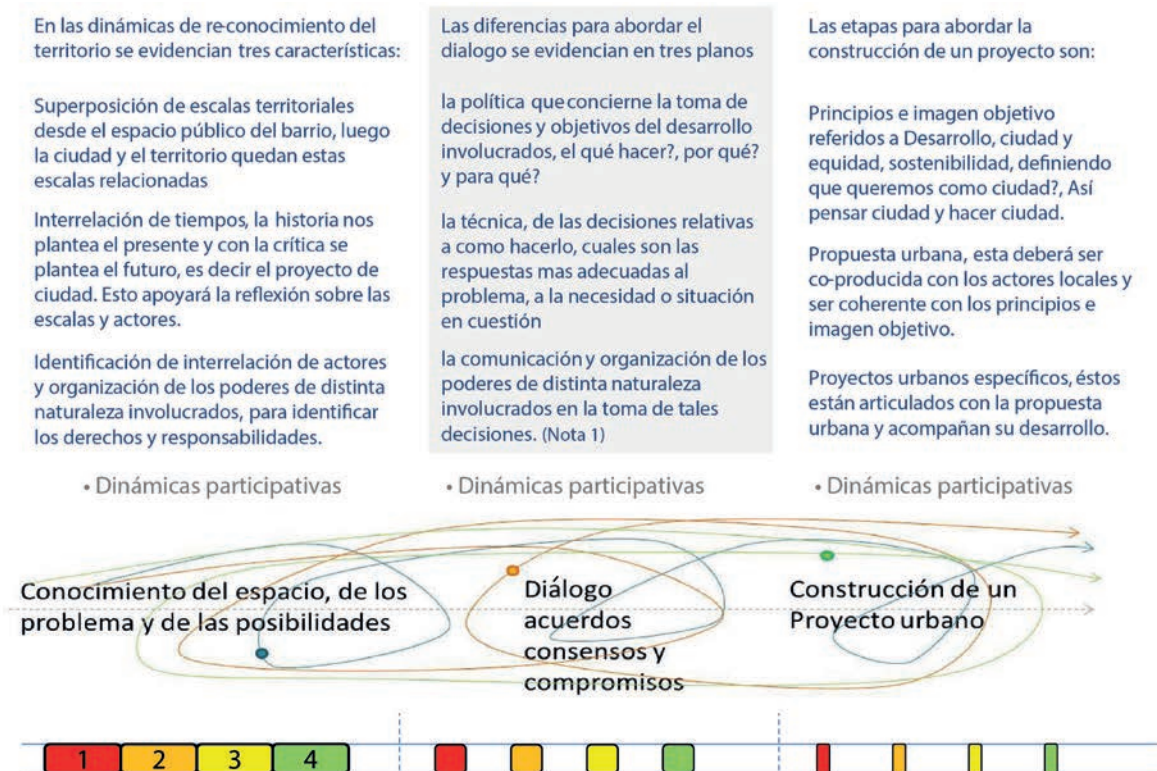 En las dinámicas de re-conocimiento del
territorio se evidencian tres características:
Superposición de escalas territoriales
desde el espacio público del barrio, luego
la ciudad y el territorio quedan estas
escalas relacionadas
Interrelación de tiempos, la historia nos
plantea el presente y con la crítica se
plantea el futuro, es decir el proyecto de
ciudad. Esto apoyará la reflexión sobre las
escalas y actores.
Identificación de interrelación de actores
y organización de los poderes de distinta
naturaleza involucrados, para identificar
los derechos y responsabilidades.
• Dinámicas participativas
Las diferencias para abordar el
dialogo se evidencian en tres planos
la política que concierne la toma de
decisiones y objetivos del desarrollo
involucrados, el qué hacer?, por qué?
y para qué?
la técnica, de las decisiones relativas
a como hacerlo, cuales son las
respuestas mas adecuadas al
problema, a la necesidad o situación
en cuestión
la comunicación y organización de los
poderes de distinta naturaleza
involucrados en la toma de tales
decisiones. (Nota 1)
• Dinámicas participativas
Las etapas para abordar la
construcción de un proyecto son:
Principios e imagen objetivo
referidos a Desarrollo, ciudad y
equidad, sostenibilidad, definiendo
que queremos como ciudad?, Así
pensar ciudad y hacer ciudad.
Propuesta urbana, esta deberá ser
co-producida con los actores locales y
ser coherente con los principios e
imagen objetivo.
Proyectos urbanos específicos, éstos
están articulados con la propuesta
urbana y acompañan su desarrollo.
• Dinámicas participativas
Conocimiento del espacio, de los
problema y de las posibilidades
Diálogo
acuerdos
consensos y
compromisos
Construcción de un
Proyecto urbano
1 2 3 4